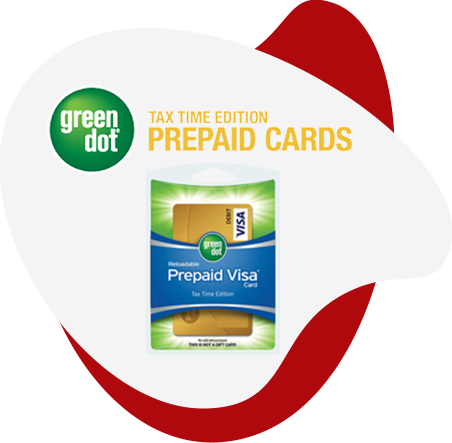 green
dot®
TAX TIME EDITION
PREPAID CARDS
DEBIT
VISA
green
dot
Reloadable
Prepaid Visa®
Card
Tax Time Edition
THIS IS NOT A GIFT CARD